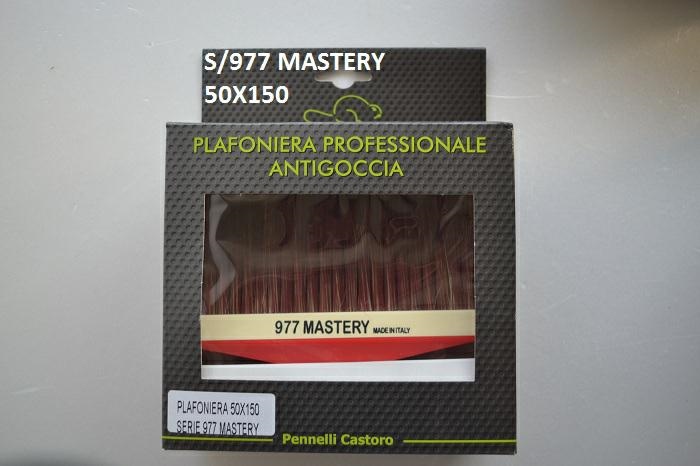 S/977 MASTERY
50X150
PLAFONIERA PROFESSIONALE
ANTIGOCCIA
977 MASTERY MADE IN ITALY
PLAFONIERA 50X150
SERIE 977 MASTERY
Pennelli Castoro